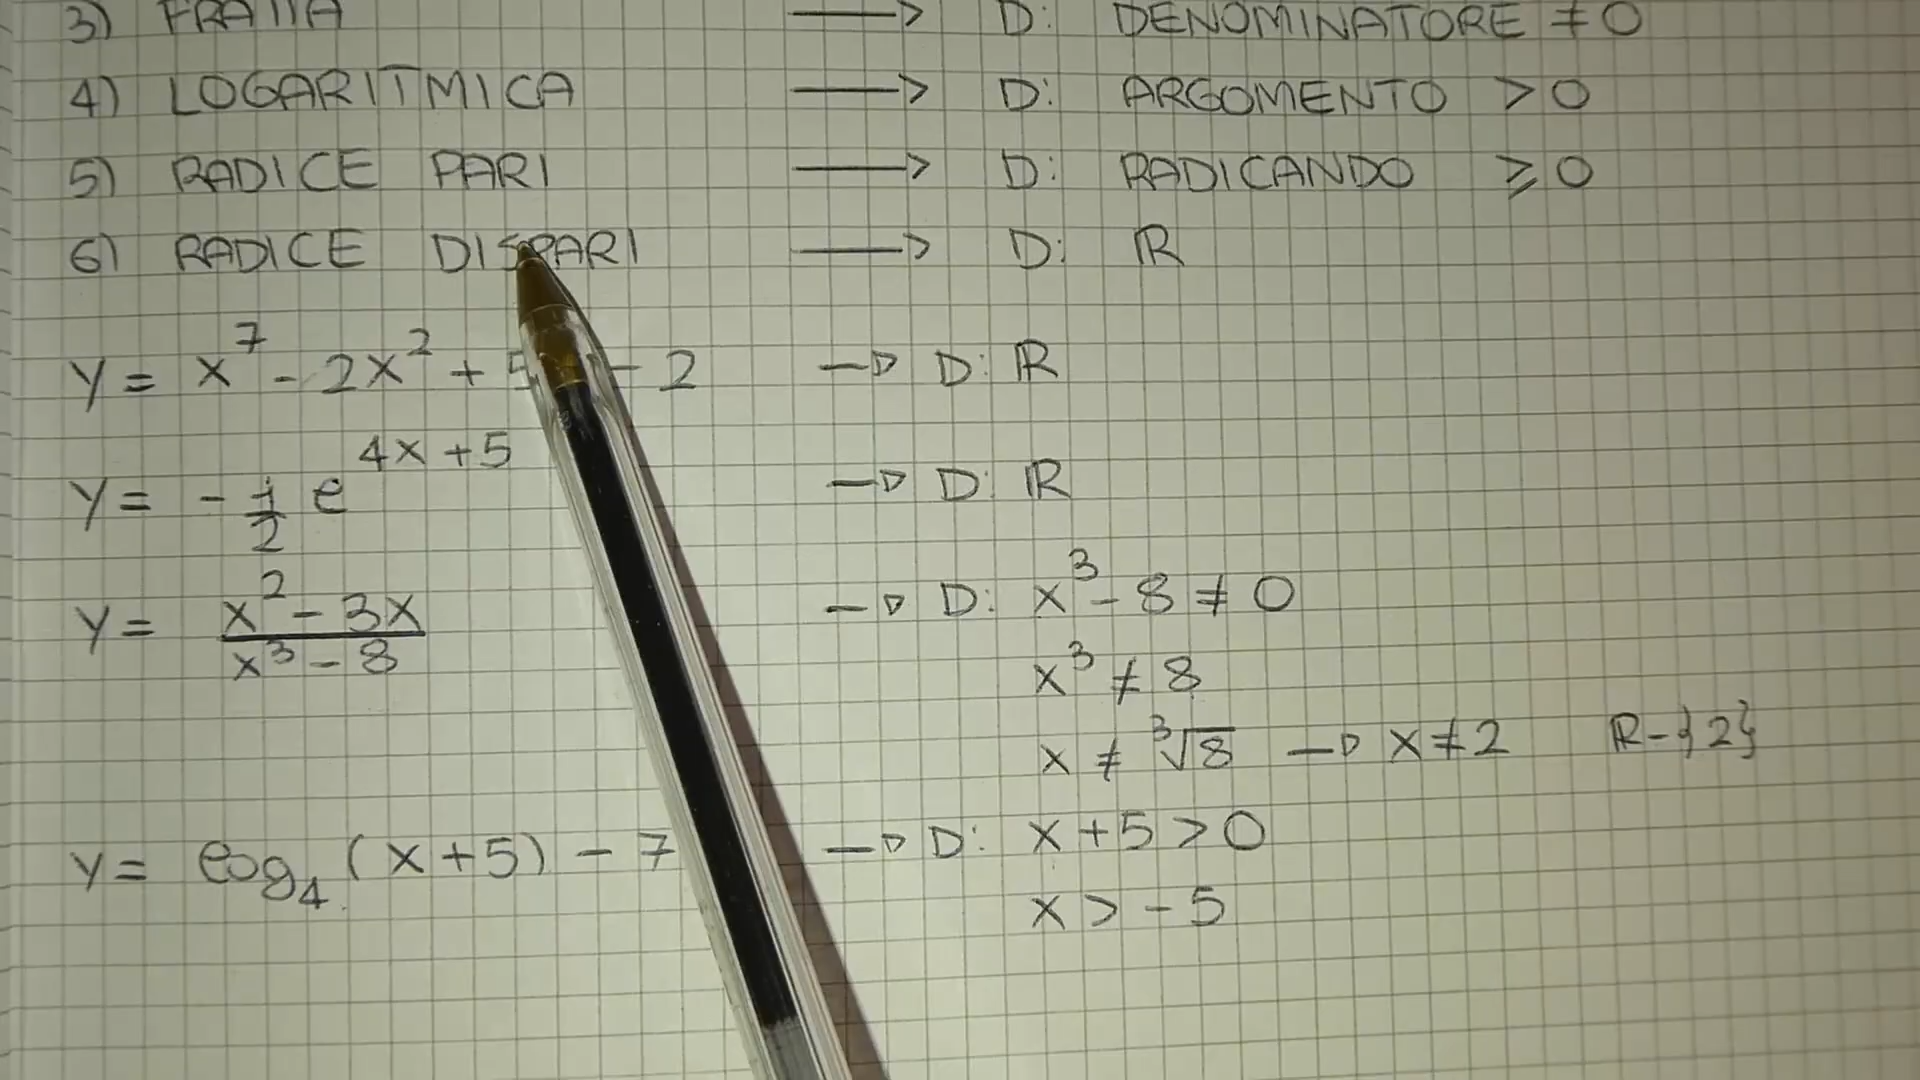 3) FRATTA → D: DENOMINATORE ≠ 0
4) LOGARITMICA → D: ARGOMENTO > 0
5) RADICE PARI → D: RADICANDO ≥ 0
6) RADICE DISPARI → D: R
y = x⁷ - 2x² + 5 - 2 → D: R
y = -1/2 e^(4x+5) → D: R
y = (x² - 3x)/(x³ - 8) → D: x³ - 8 ≠ 0
x³ ≠ 8
x ≠ ³√8 → x ≠ 2 R-{2}
y = log₄ (x+5) - 7 → D: x + 5 > 0
x > -5